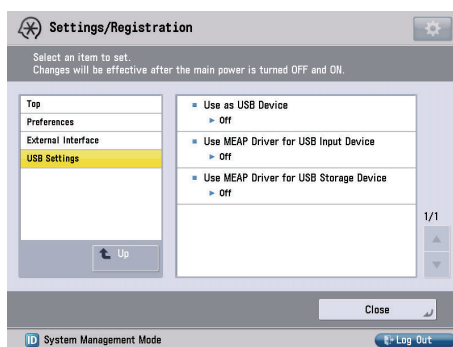 Settings/Registration
Select an item to set.
Changes will be effective after the main power is turned OFF and ON.
Top
Preferences
External Interface
USB Settings
Up
Use as USB Device
Off
Use MEAP Driver for USB Input Device
Off
Use MEAP Driver for USB Storage Device
Off
1/1
Close
ID System Management Mode
Log Out